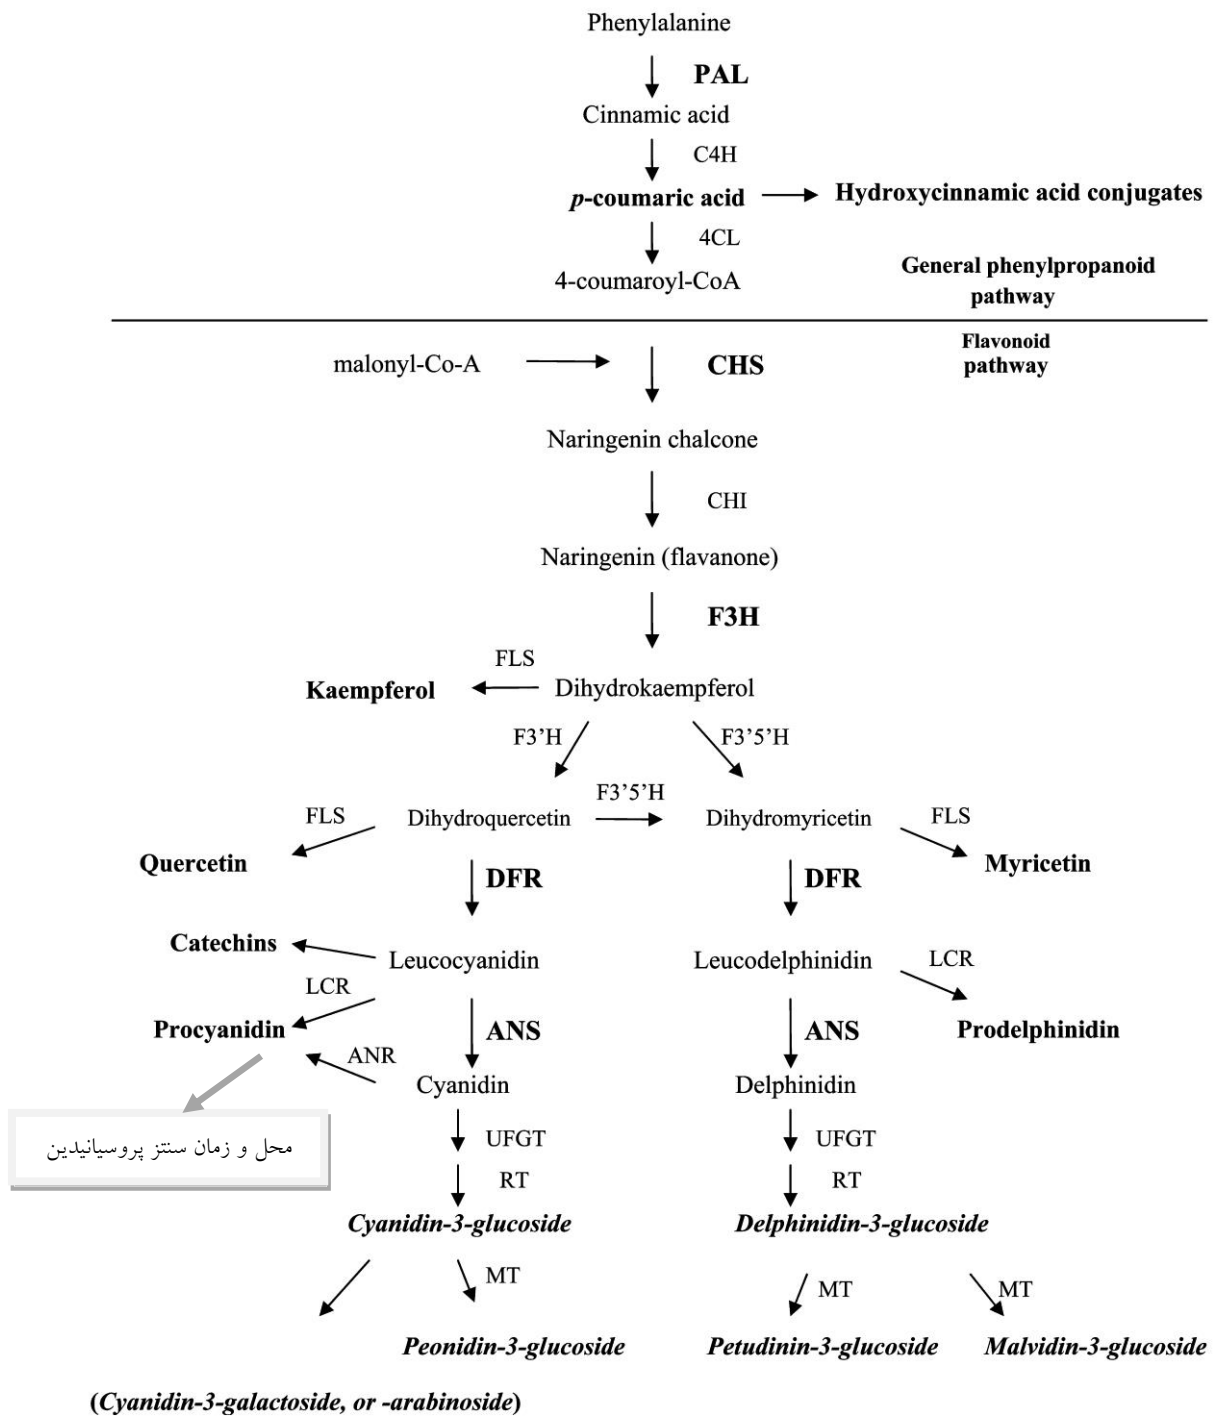 Phenylalanine
PAL
Cinnamic acid
C4H
p-coumaric acid
Hydroxycinnamic acid conjugates
4CL
4-coumaroyl-CoA
General phenylpropanoid
pathway
Flavonoid
pathway
malonyl-Co-A
CHS
Naringenin chalcone
CHI
Naringenin (flavanone)
F3H
FLS
Kaempferol
Dihydrokaempferol
F3’H
F3’5’H
F3’5’H
FLS
Dihydroquercetin
Dihydromyricetin
FLS
Quercetin
DFR
DFR
Myricetin
Catechins
Leucocyanidin
Leucodelphinidin
LCR
LCR
Procyanidin
ANS
ANS
Prodelphinidin
ANR
Cyanidin
Delphinidin
محل و زمان سنتز پروسیانیدین
UFGT
UFGT
RT
RT
Cyanidin-3-glucoside
Delphinidin-3-glucoside
MT
MT
MT
Peonidin-3-glucoside
Petudinin-3-glucoside
Malvidin-3-glucoside
(Cyanidin-3-galactoside, or -arabinoside)